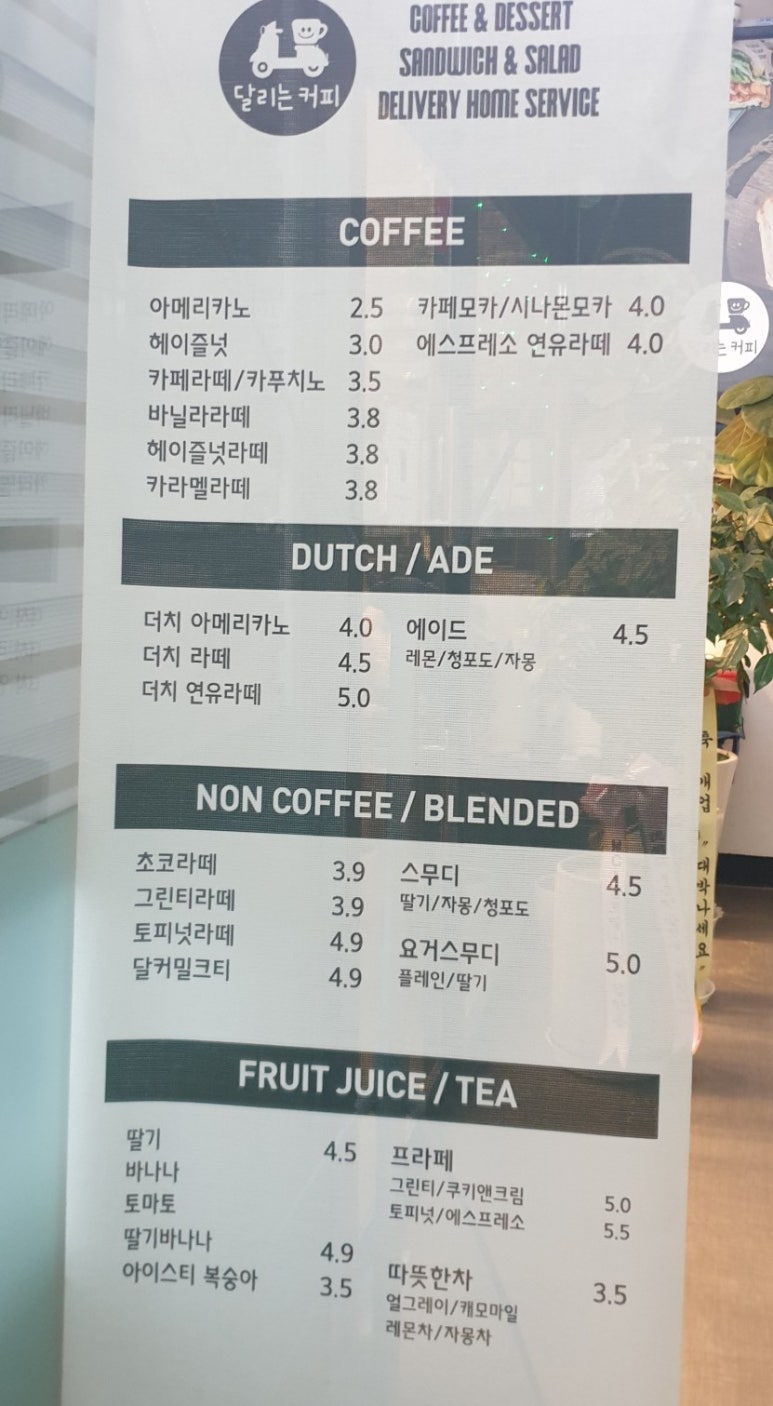 달리는커피
COFFEE & DESSERT
SANDWICH & SALAD
DELIVERY HOME SERVICE
COFFEE
아메리카노 2.5
헤이즐넛 3.0
카페라떼/카푸치노 3.5
바닐라라떼 3.8
헤이즐넛라떼 3.8
카라멜라떼 3.8
카페모카/시나몬모카 4.0
에스프레소 연유라떼 4.0
DUTCH / ADE
더치 아메리카노 4.0
더치 라떼 4.5
더치 연유라떼 5.0
에이드 4.5
레몬/청포도/자몽
NON COFFEE / BLENDED
초코라떼 3.9
그린티라떼 3.9
토피넛라떼 4.9
달커밀크티 4.9
스무디 4.5
딸기/자몽/청포도
요거스무디 5.0
플레인/딸기
FRUIT JUICE / TEA
딸기 4.5
바나나
토마토
딸기바나나 4.9
아이스티 복숭아 3.5
프라페
그린티/쿠키앤크림 5.0
토피넛/에스프레소 5.5
따뜻한차 3.5
얼그레이/캐모마일
레몬차/자몽차
커피
대박나세요